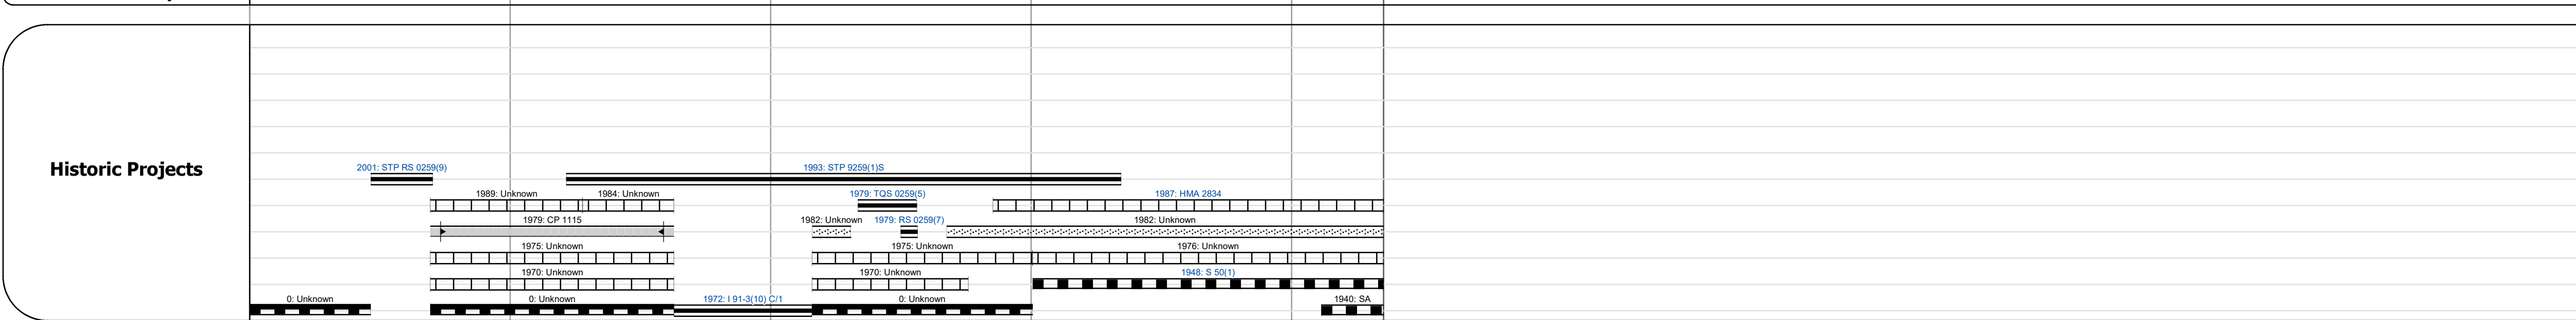 Historic Projects
2001: STP RS 0259(9)
1993: STP 9259(1)S
1989: Unknown
1984: Unknown
1979: TQS 0259(5)
1987: HMA 2834
1979: CP 1115
1982: Unknown
1979: RS 0259(7)
1982: Unknown
1975: Unknown
1975: Unknown
1976: Unknown
1970: Unknown
1970: Unknown
1948: S 50(1)
0: Unknown
0: Unknown
1972: I 91-3(10) C/1
0: Unknown
1940: SA